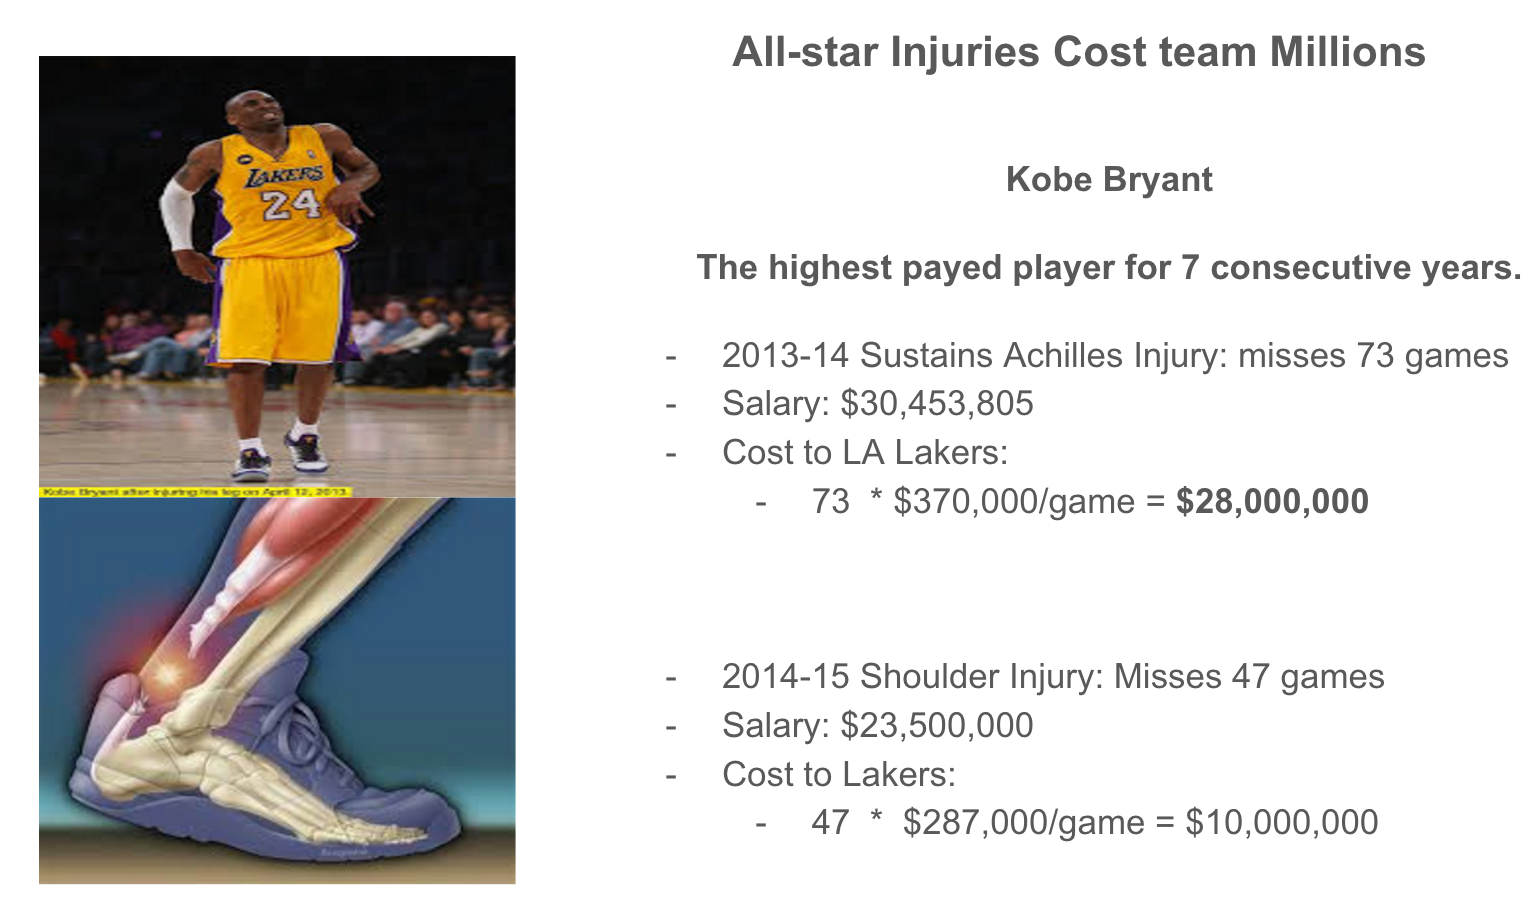 All-star Injuries Cost team Millions
Kobe Bryant
The highest payed player for 7 consecutive years.
- 2013-14 Sustains Achilles Injury: misses 73 games
- Salary: $30,453,805
- Cost to LA Lakers:
- 73 * $370,000/game = $28,000,000
- 2014-15 Shoulder Injury: Misses 47 games
- Salary: $23,500,000
- Cost to Lakers:
- 47 * $287,000/game = $10,000,000
LAKERS
24
Kobe Bryant after injuring his leg on April 12, 2013.